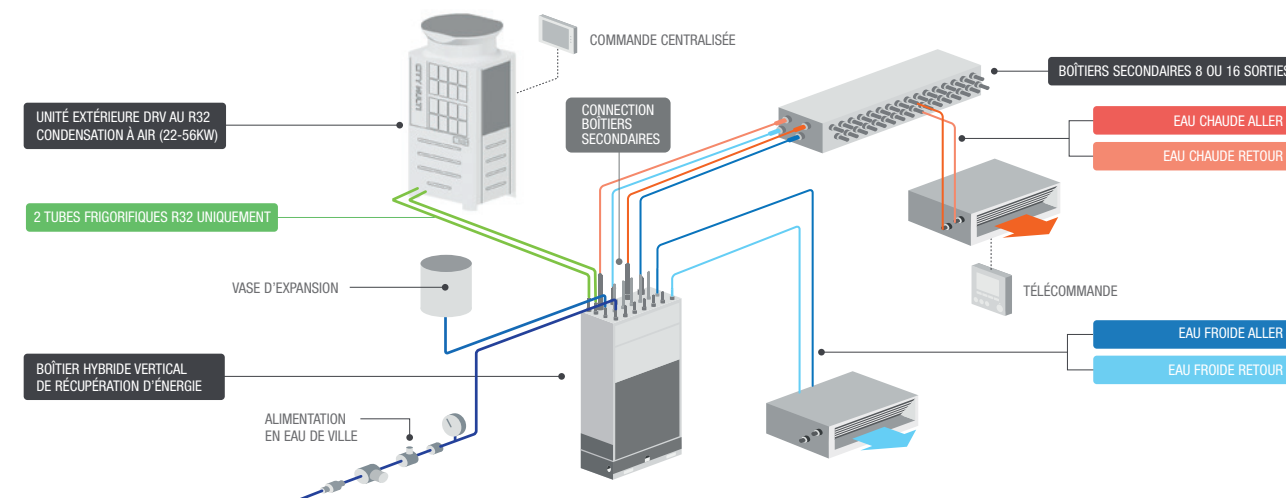 COMMANDE CENTRALISÉE
BOÎTIERS SECONDAIRES 8 OU 16 SORTIES
UNITÉ EXTÉRIEURE DRV AU R32
CONDENSATION À AIR (22-56KW)
CITY MULTI
CONNECTION
BOÎTIERS
SECONDAIRES
EAU CHAUDE ALLER
EAU CHAUDE RETOUR
2 TUBES FRIGORIFIQUES R32 UNIQUEMENT
VASE D'EXPANSION
TÉLÉCOMMANDE
EAU FROIDE ALLER
EAU FROIDE RETOUR
BOÎTIER HYBRIDE VERTICAL
DE RÉCUPÉRATION D'ÉNERGIE
ALIMENTATION
EN EAU DE VILLE